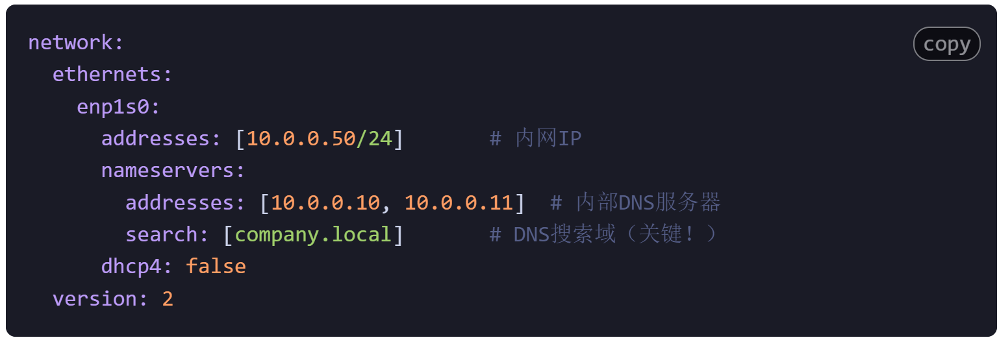 network:
copy
  ethernets:
    enp1s0:
      addresses: [10.0.0.50/24]       # 内网IP
      nameservers:
        addresses: [10.0.0.10, 10.0.0.11]  # 内部DNS服务器
        search: [company.local]       # DNS搜索域（关键！）
      dhcp4: false
  version: 2